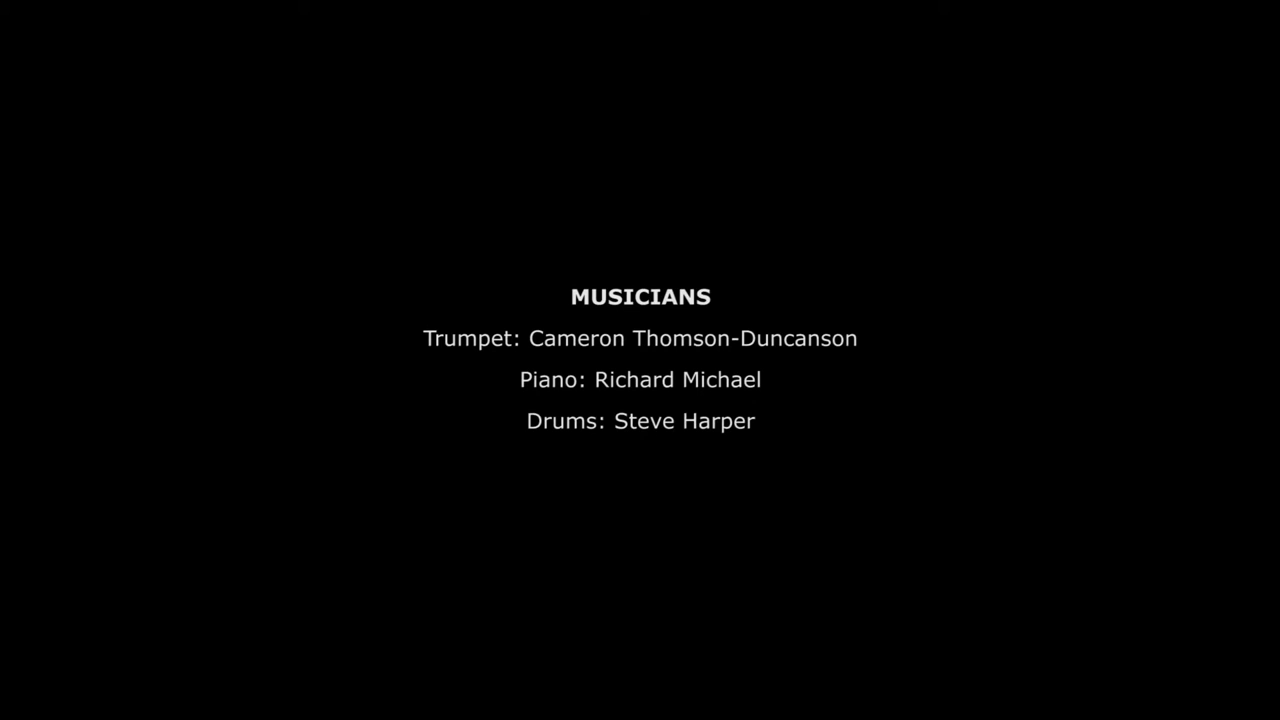 MUSICIANS
Trumpet: Cameron Thomson-Duncanson
Piano: Richard Michael
Drums: Steve Harper